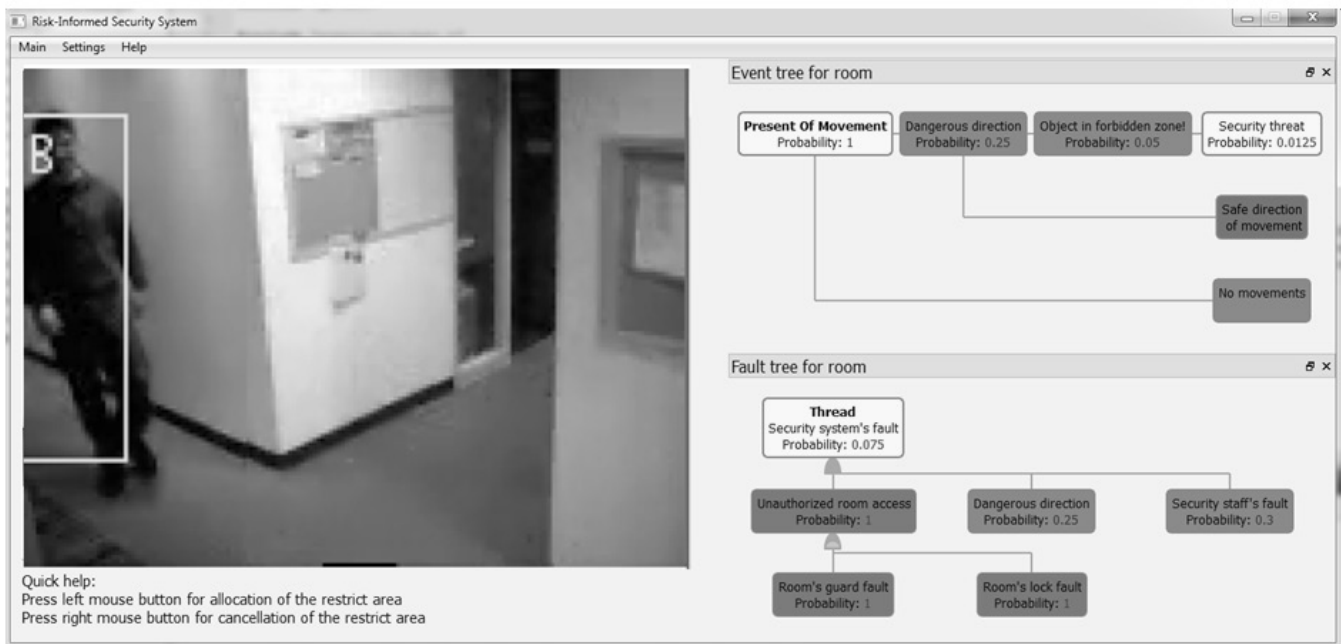 Risk-Informed Security System
Main Settings Help
B
Quick help:
Press left mouse button for allocation of the restrict area
Press right mouse button for cancellation of the restrict area
Event tree for room
Present Of Movement
Probability: 1
Dangerous direction
Probability: 0.25
Object in forbidden zone!
Probability: 0.05
Security threat
Probability: 0.0125
Safe direction
of movement
No movements
Fault tree for room
Thread
Security system's fault
Probability: 0.075
Unauthorized room access
Probability: 1
Dangerous direction
Probability: 0.25
Security staff's fault
Probability: 0.3
Room's guard fault
Probability: 1
Room's lock fault
Probability: 1